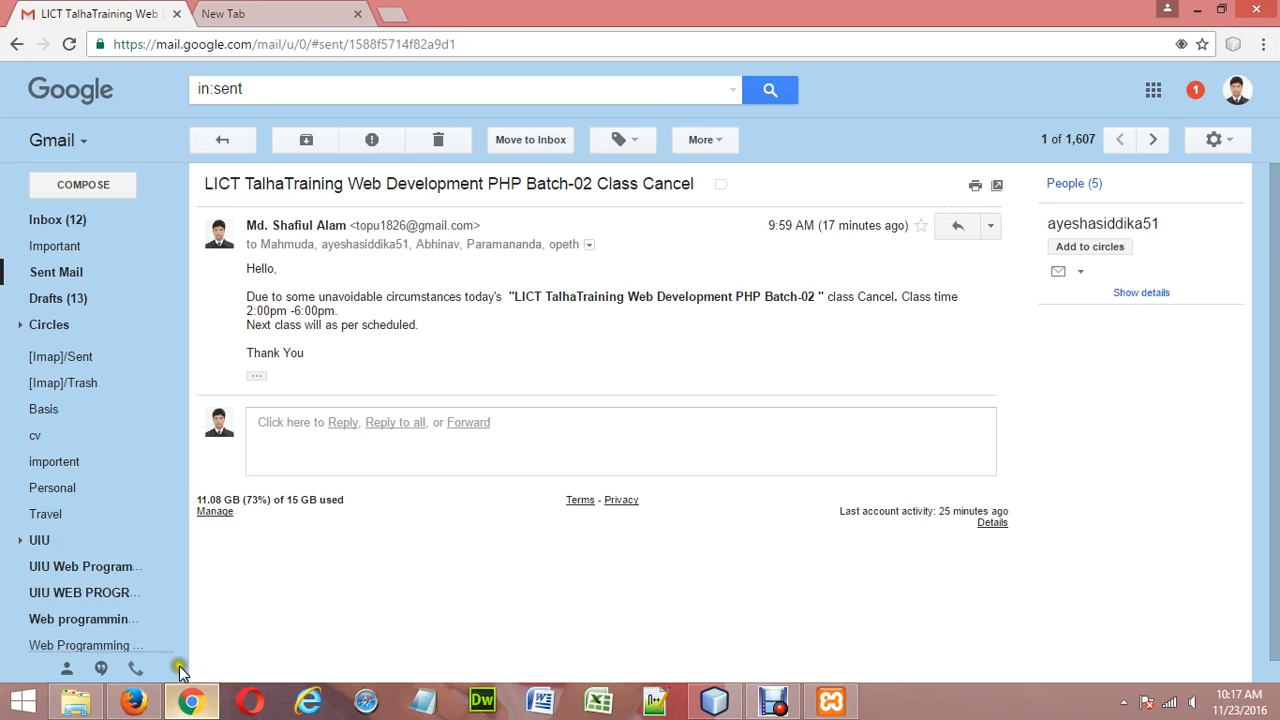 LICT TalhaTraining Web
New Tab
https://mail.google.com/mail/u/0/#sent/1588f5714f82a9d1
Google
in:sent
1
Gmail
Move to Inbox
More
1 of 1,607
COMPOSE
LICT TalhaTraining Web Development PHP Batch-02 Class Cancel
People (5)
Inbox (12)
Important
Sent Mail
Drafts (13)
Circles
[Imap]/Sent
[Imap]/Trash
Basis
cv
importent
Personal
Travel
UIU
UIU Web Program...
UIU WEB PROGR...
Web programmin...
Web Programming ...
Md. Shafiul Alam <topu1826@gmail.com>
9:59 AM (17 minutes ago)
to Mahmuda, ayeshasiddika51, Abhinav, Paramananda, opeth
Hello,
Due to some unavoidable circumstances today's "LICT TalhaTraining Web Development PHP Batch-02 " class Cancel. Class time
2:00pm -6:00pm.
Next class will as per scheduled.
Thank You
...
Click here to Reply, Reply to all, or Forward
11.08 GB (73%) of 15 GB used
Manage
Terms - Privacy
Last account activity: 25 minutes ago
Details
ayeshasiddika51
Add to circles
Show details
Dw
10:17 AM
11/23/2016